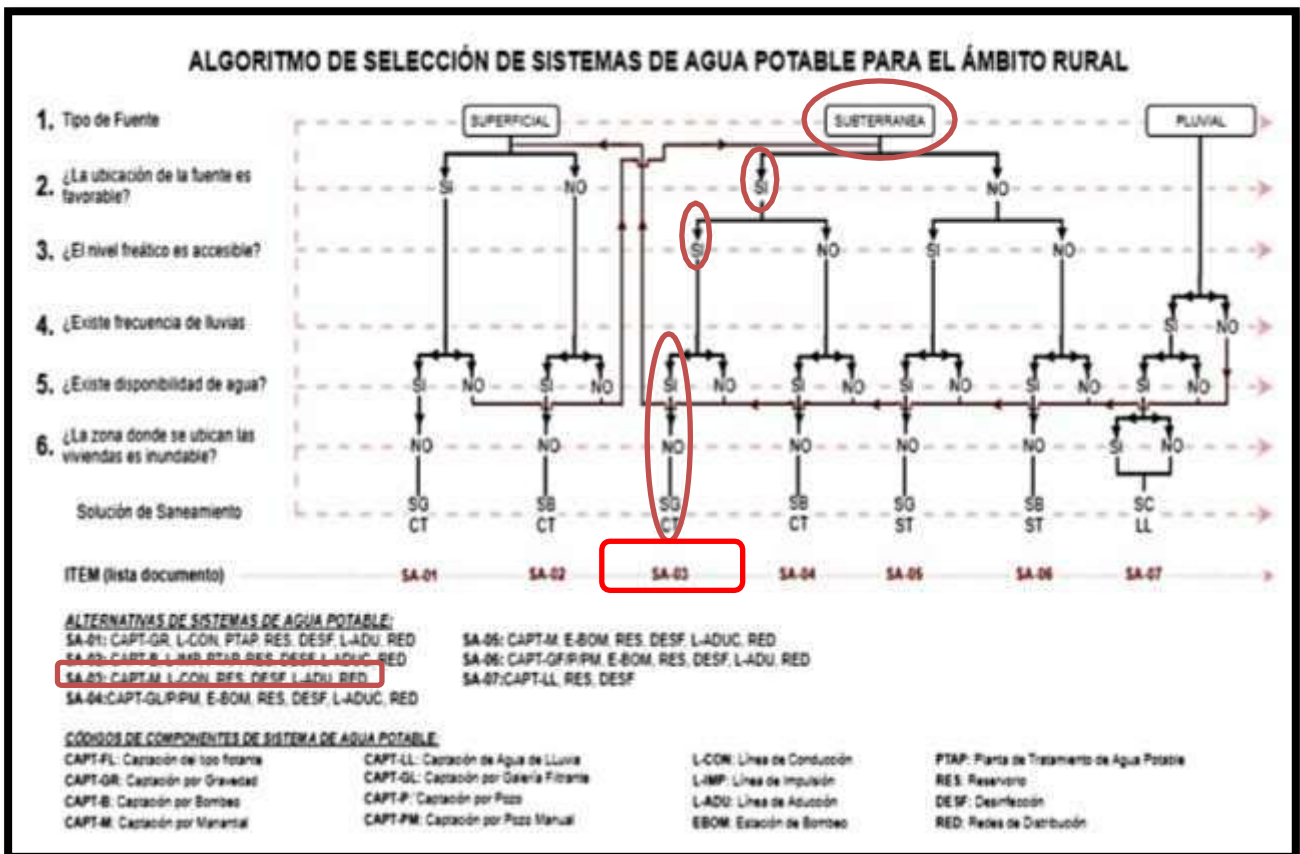 ALGORITMO DE SELECCIÓN DE SISTEMAS DE AGUA POTABLE PARA EL ÁMBITO RURAL
1. Tipo de Fuente SUPERFICIAL SUBTERRANEA PLUVIAL
2. ¿La ubicación de la fuente es favorable? SI NO SI NO
3. ¿El nivel freático es accesible? SI NO SI NO
4. ¿Existe frecuencia de lluvias SI NO
5. ¿Existe disponibilidad de agua? SI NO SI NO SI NO SI NO SI NO SI NO SI NO
6. ¿La zona donde se ubican las viviendas es inundable? NO NO NO NO NO NO SI NO
Solución de Saneamiento SG SB SG SB SG SB SC
CT CT CT CT ST ST LL
ITEM (lista documento) SA-01 SA-02 SA-03 SA-04 SA-05 SA-06 SA-07
ALTERNATIVAS DE SISTEMAS DE AGUA POTABLE:
SA-01: CAPT-GR, L-CON, PTAP, RES, DESF, L-ADU, RED
SA-02: CAPT-B, L-IMP, PTAP, RES, DESF, L-ADUC, RED
SA-03: CAPT-M, L-CON, RES, DESF, L-ADU, RED
SA-04:CAPT-GL/P/PM, E-BOM, RES, DESF, L-ADUC, RED
SA-05: CAPT-M, E-BOM, RES, DESF, L-ADUC, RED
SA-06: CAPT-GF/P/PM, E-BOM, RES, DESF, L-ADU, RED
SA-07:CAPT-LL, RES, DESF
CÓDIGOS DE COMPONENTES DE SISTEMA DE AGUA POTABLE:
CAPT-FL: Captación del tipo flotante
CAPT-GR: Captación por Gravedad
CAPT-B: Captación por Bombeo
CAPT-M: Captación por Manantial
CAPT-LL: Captación de Agua de LLuvia
CAPT-GL: Captación por Galería Filtrante
CAPT-P: Captación por Pozo
CAPT-PM: Captación por Pozo Manual
L-CON: Línea de Conducción
L-IMP: Línea de Impulsión
L-ADU: Línea de Aducción
EBOM: Estación de Bombeo
PTAP: Planta de Tratamiento de Agua Potable
RES: Reservorio
DESF: Desinfección
RED: Redes de Distribución